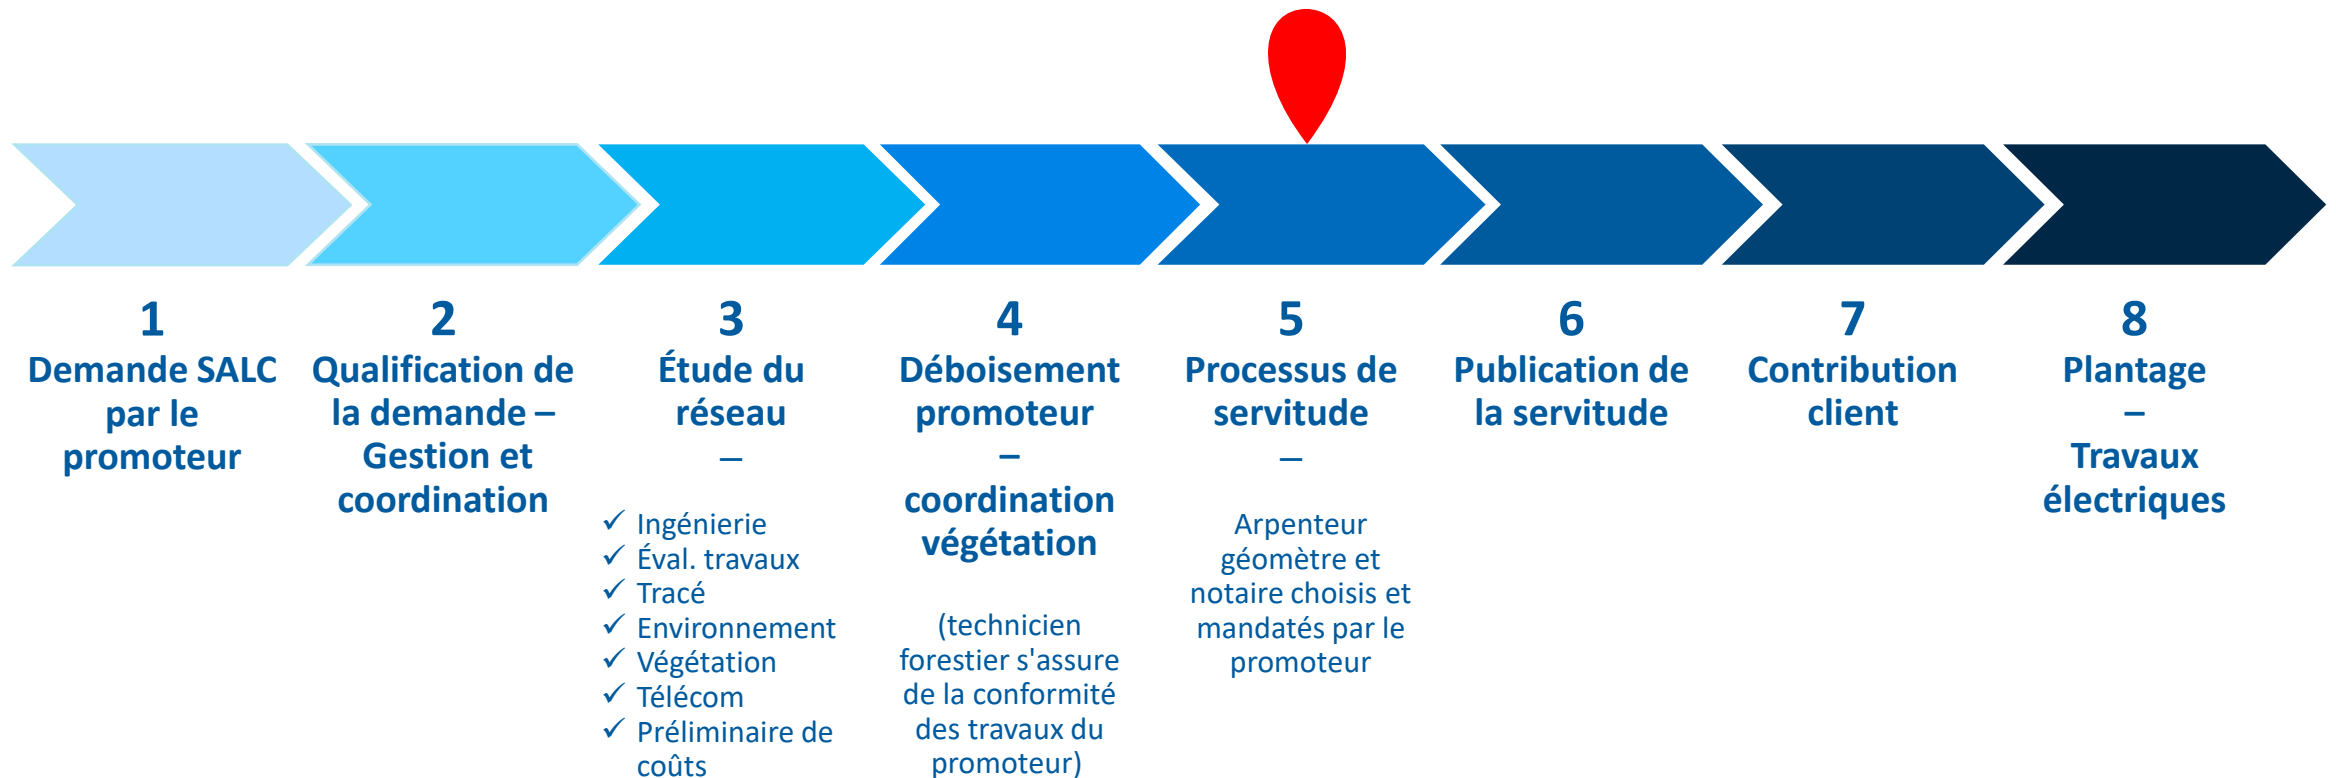 1
Demande SALC
par le
promoteur
2
Qualification de
la demande –
Gestion et
coordination
3
Étude du
réseau
–
✓ Ingénierie
✓ Éval. travaux
✓ Tracé
✓ Environnement
✓ Végétation
✓ Télécom
✓ Préliminaire de
coûts
4
Déboisement
promoteur
–
coordination
végétation
(technicien
forestier s'assure
de la conformité
des travaux du
promoteur)
5
Processus de
servitude
–
Arpenteur
géomètre et
notaire choisis et
mandatés par le
promoteur
6
Publication de
la servitude
7
Contribution
client
8
Plantage
–
Travaux
électriques